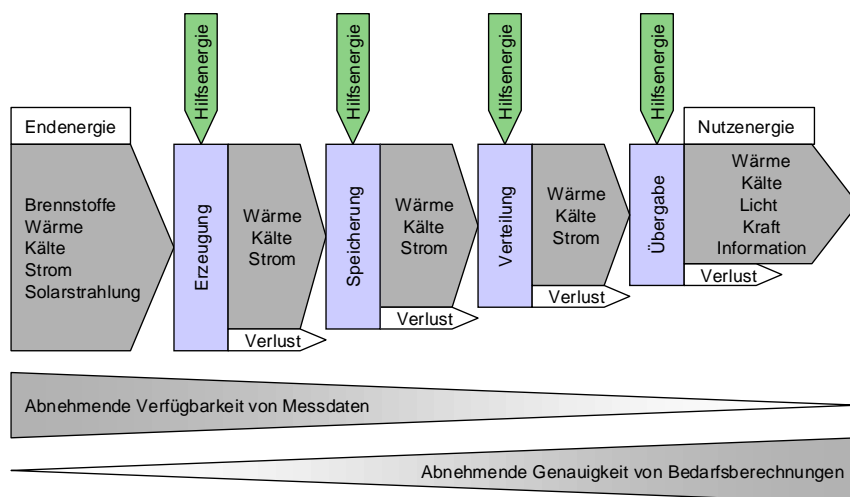 Hilfsenergie
Hilfsenergie
Hilfsenergie
Hilfsenergie
Endenergie
Nutzenergie
Brennstoffe
Wärme
Kälte
Strom
Solarstrahlung
Erzeugung
Wärme
Kälte
Strom
Verlust
Speicherung
Wärme
Kälte
Strom
Verlust
Verteilung
Wärme
Kälte
Strom
Verlust
Übergabe
Wärme
Kälte
Licht
Kraft
Information
Verlust
Abnehmende Verfügbarkeit von Messdaten
Abnehmende Genauigkeit von Bedarfsberechnungen